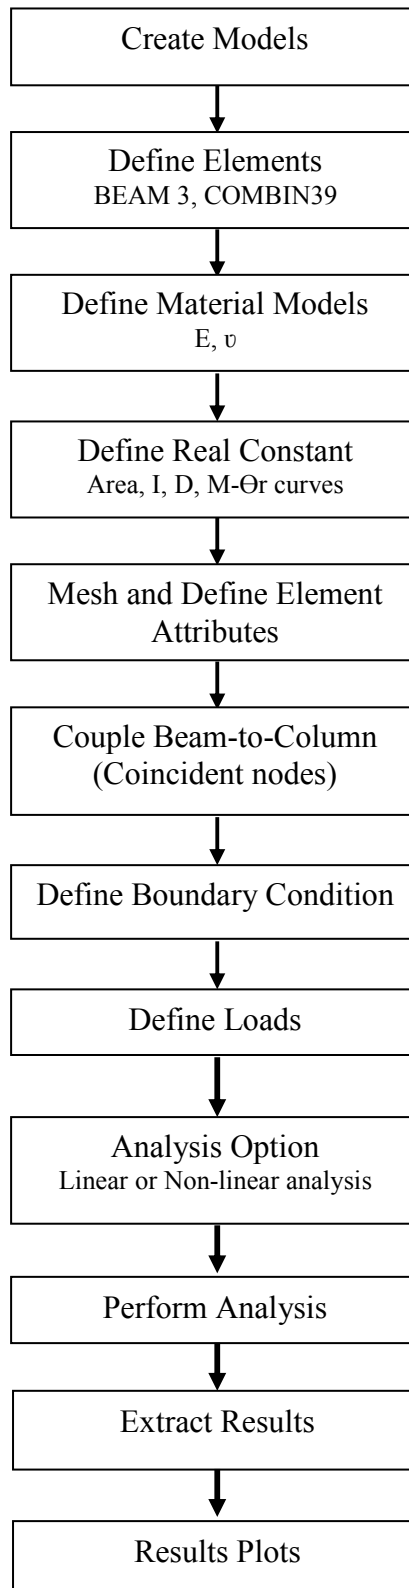 Create Models
Define Elements
BEAM 3, COMBIN39
Define Material Models
E, υ
Define Real Constant
Area, I, D, M-Ɵr curves
Mesh and Define Element
Attributes
Couple Beam-to-Column
(Coincident nodes)
Define Boundary Condition
Define Loads
Analysis Option
Linear or Non-linear analysis
Perform Analysis
Extract Results
Results Plots